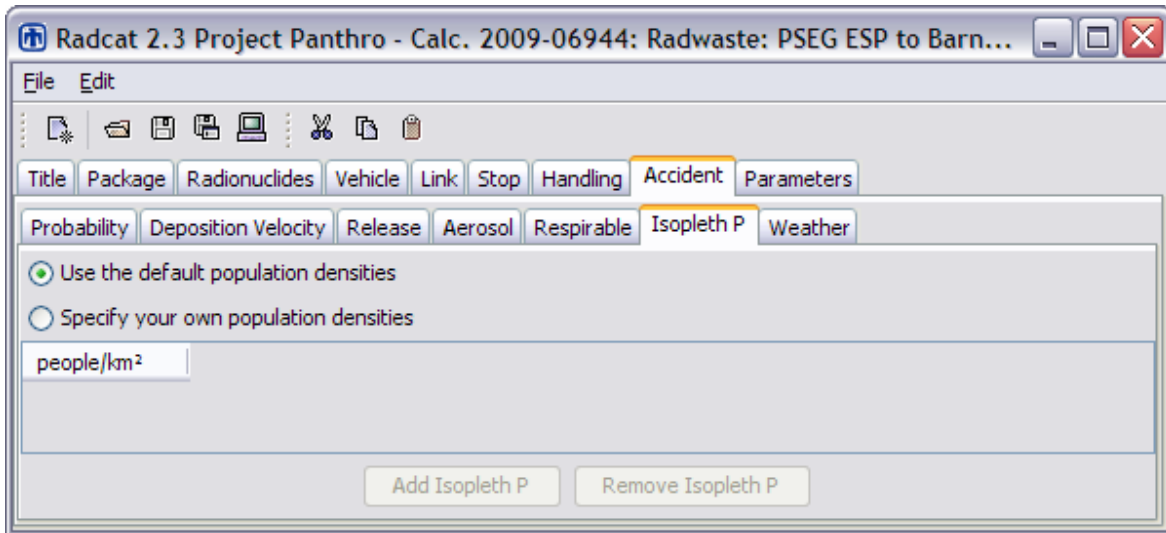 Radcat 2.3 Project Panthro - Calc. 2009-06944: Radwaste: PSEG ESP to Barn...
File Edit
Title Package Radionuclides Vehicle Link Stop Handling Accident Parameters
Probability Deposition Velocity Release Aerosol Respirable Isopleth P Weather
Use the default population densities
Specify your own population densities
people/km²
Add Isopleth P Remove Isopleth P